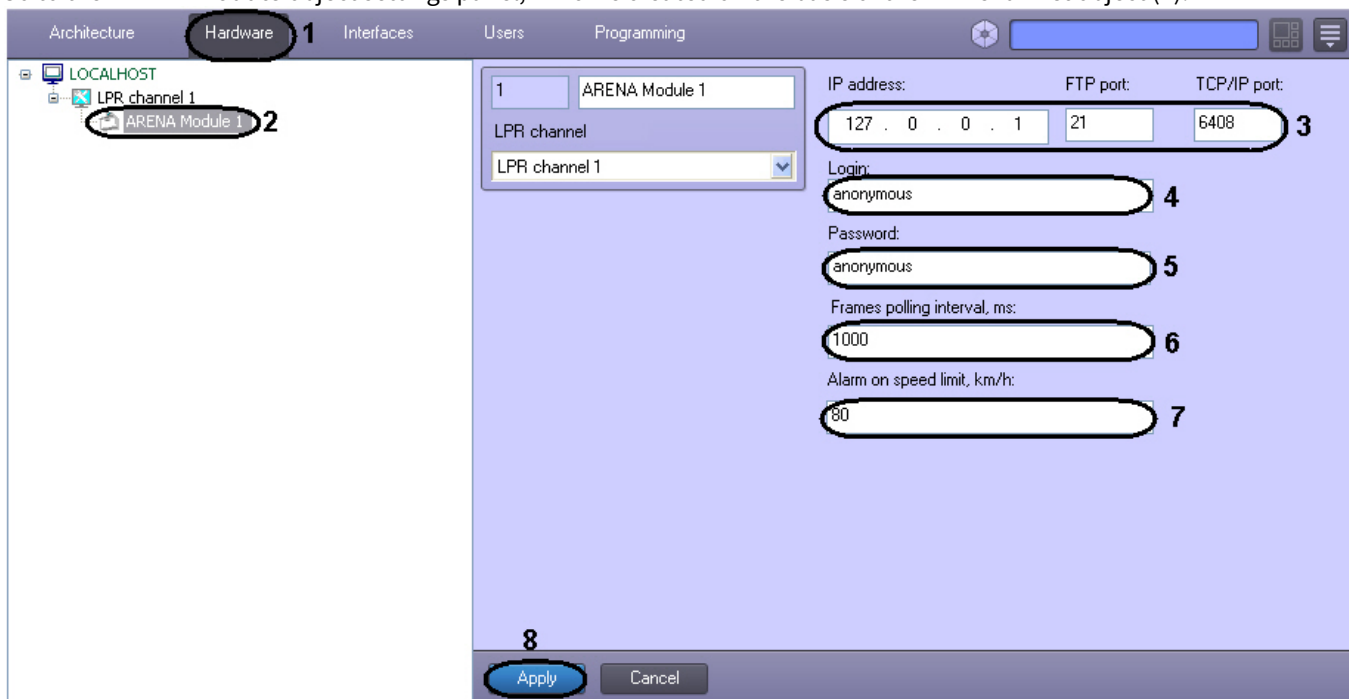 Architecture Hardware 1 Interfaces Users Programming
LOCALHOST
LPR channel 1
ARENA Module 1 2
1 ARENA Module 1
LPR channel
LPR channel 1
IP address: FTP port: TCP/IP port:
127 . 0 . 0 . 1 21 6408 3
Login:
anonymous 4
Password:
anonymous 5
Frames polling interval, ms:
1000 6
Alarm on speed limit, km/h:
80 7
8
Apply Cancel